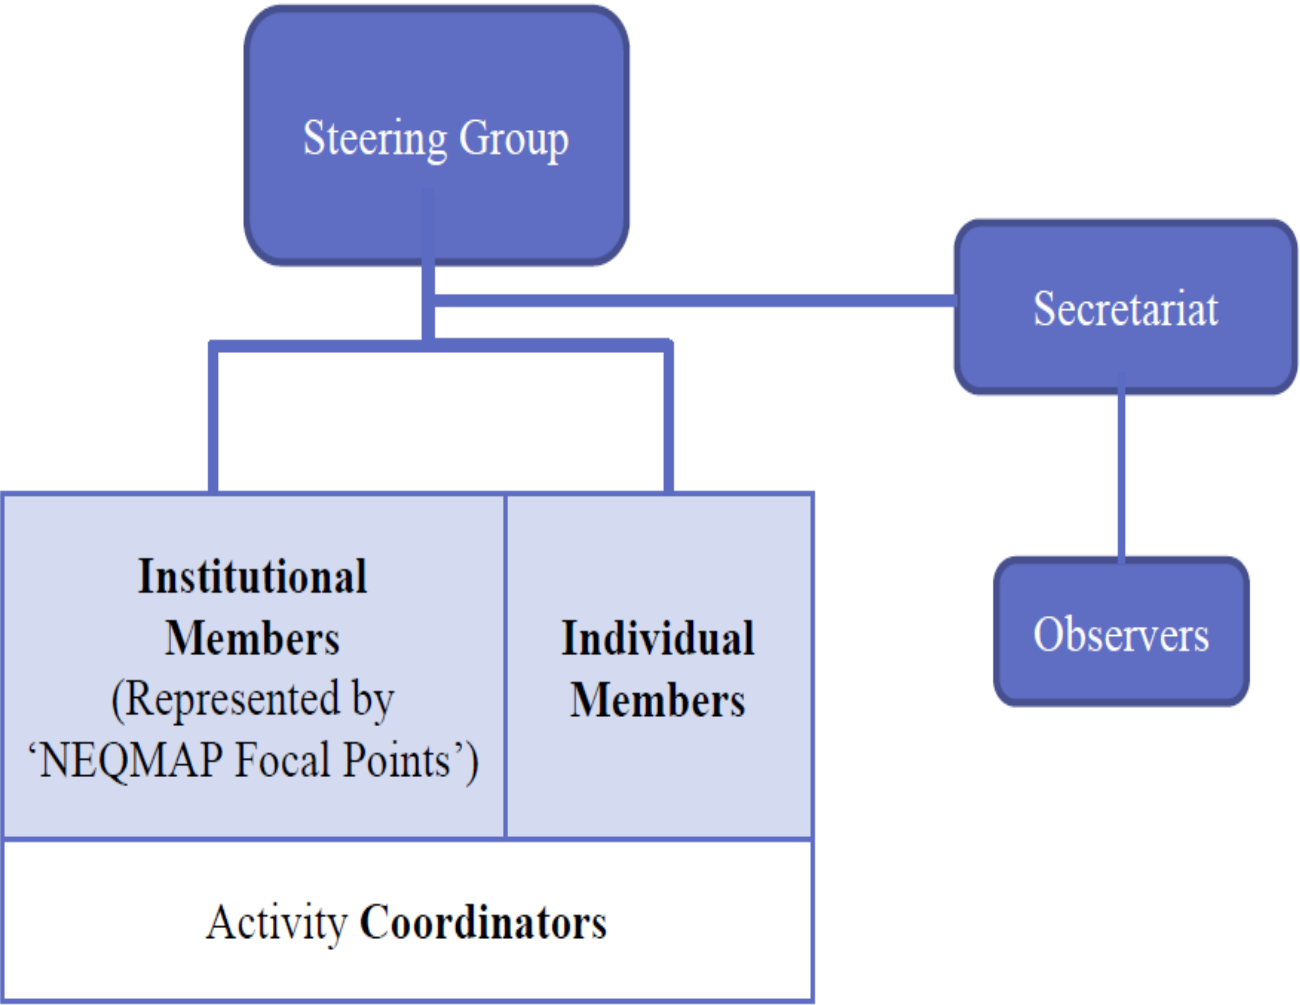 Steering Group
Secretariat
Institutional
Members
(Represented by
‘NEQMAP Focal Points’)
Individual
Members
Observers
Activity Coordinators